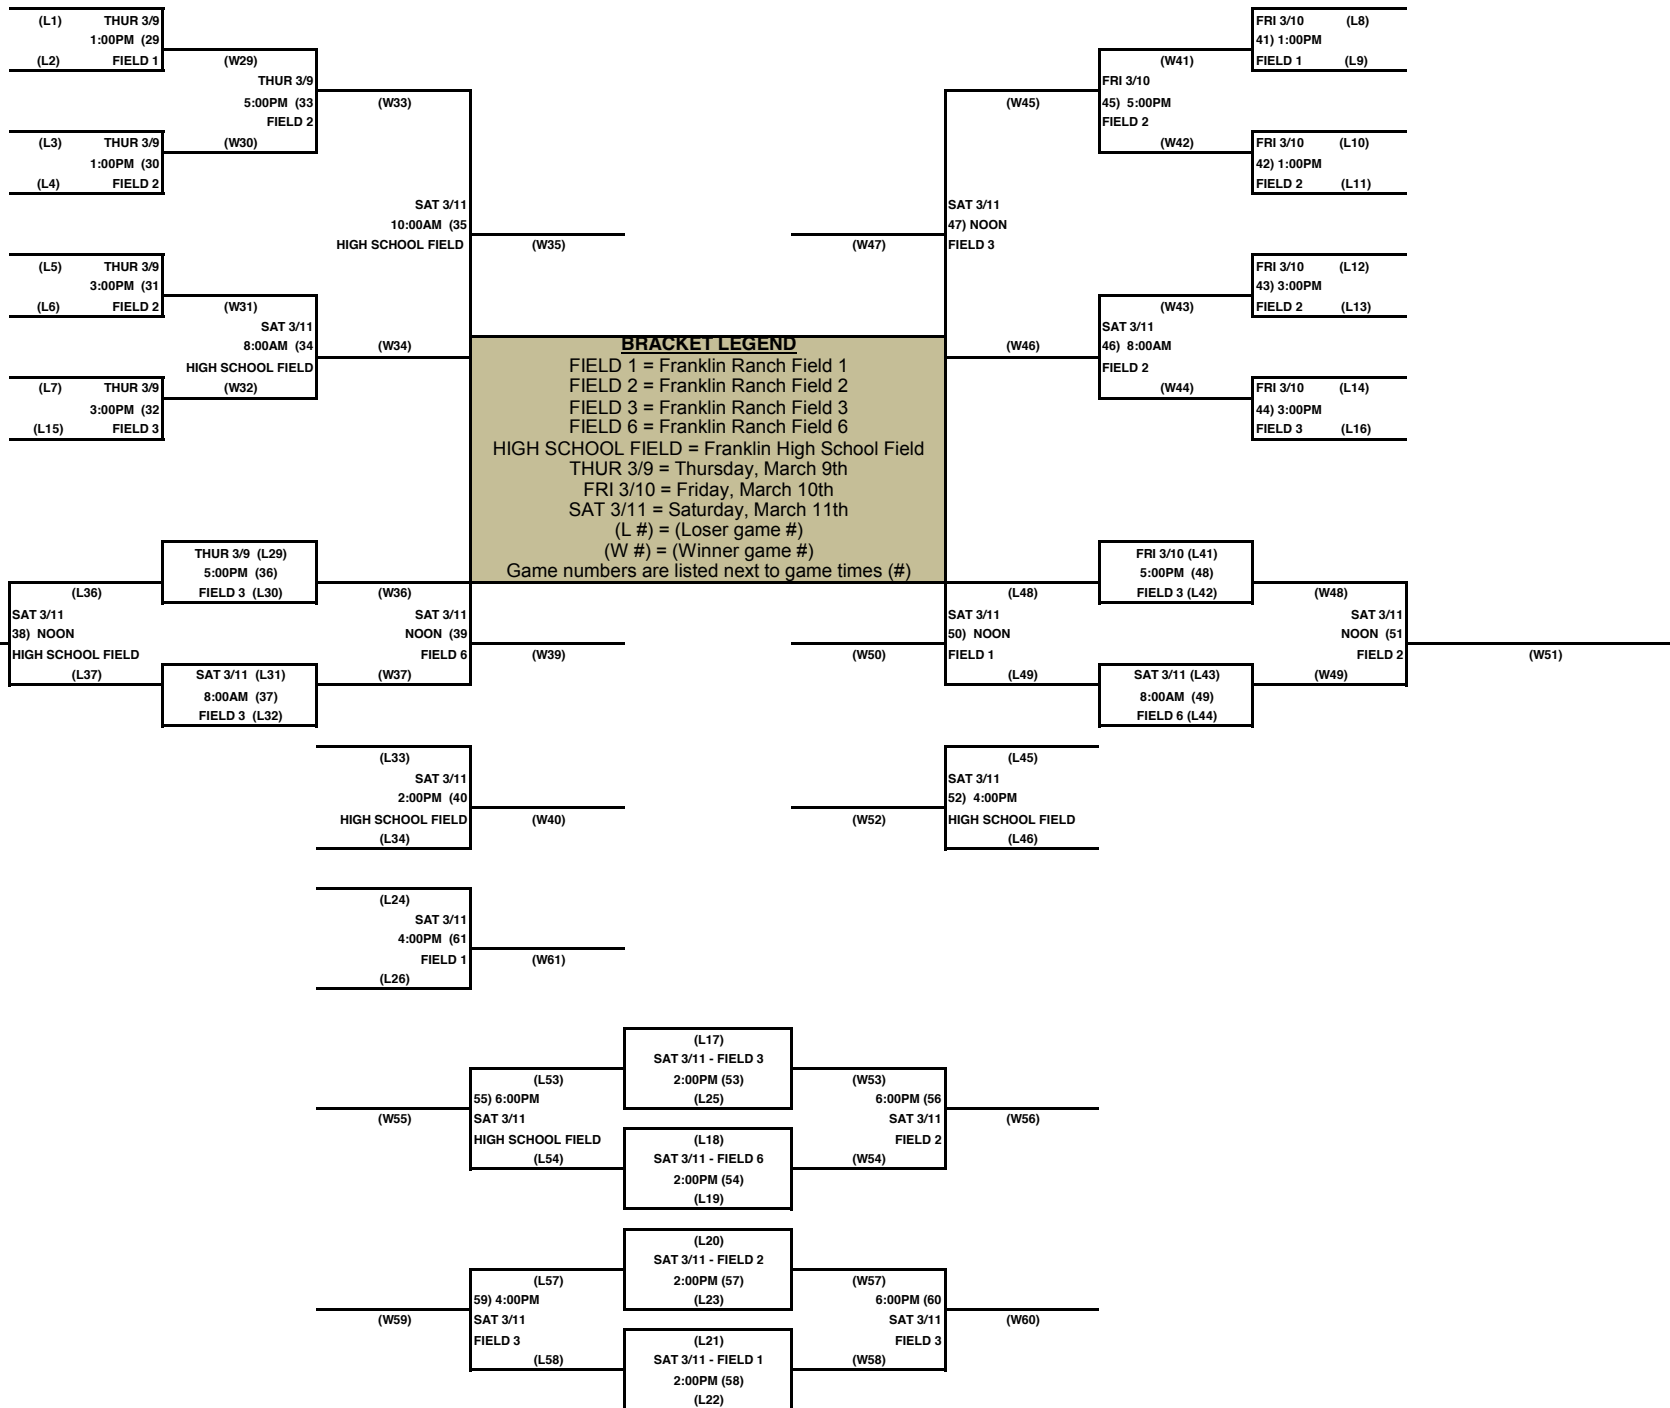 (L1) THUR 3/9
1:00PM (29
(L2) FIELD 1
(W29)
THUR 3/9
5:00PM (33
FIELD 2
(W30)
(L3) THUR 3/9
1:00PM (30
(L4) FIELD 2
(W33)
SAT 3/11
10:00AM (35
HIGH SCHOOL FIELD
(W35)
(L5) THUR 3/9
3:00PM (31
(L6) FIELD 2
(W31)
SAT 3/11
8:00AM (34
HIGH SCHOOL FIELD
(W32)
(W34)
(L7) THUR 3/9
3:00PM (32
(L15) FIELD 3
FRI 3/10 (L8)
41) 1:00PM
FIELD 1 (L9)
(W41)
FRI 3/10
45) 5:00PM
FIELD 2
(W42)
(W45)
FRI 3/10 (L10)
42) 1:00PM
FIELD 2 (L11)
SAT 3/11
47) NOON
FIELD 3
(W47)
FRI 3/10 (L12)
43) 3:00PM
FIELD 2 (L13)
(W43)
SAT 3/11
46) 8:00AM
FIELD 2
(W44)
(W46)
FRI 3/10 (L14)
44) 3:00PM
FIELD 3 (L16)
BRACKET LEGEND
FIELD 1 = Franklin Ranch Field 1
FIELD 2 = Franklin Ranch Field 2
FIELD 3 = Franklin Ranch Field 3
FIELD 6 = Franklin Ranch Field 6
HIGH SCHOOL FIELD = Franklin High School Field
THUR 3/9 = Thursday, March 9th
FRI 3/10 = Friday, March 10th
SAT 3/11 = Saturday, March 11th
(L #) = (Loser game #)
(W #) = (Winner game #)
Game numbers are listed next to game times (#)
THUR 3/9 (L29)
5:00PM (36)
FIELD 3 (L30)
(L36)
SAT 3/11
38) NOON
HIGH SCHOOL FIELD
(L37)
SAT 3/11 (L31)
8:00AM (37)
FIELD 3 (L32)
(W36)
SAT 3/11
NOON (39
FIELD 6
(W37)
(W39)
FRI 3/10 (L41)
5:00PM (48)
FIELD 3 (L42)
(L48)
SAT 3/11
50) NOON
FIELD 1
(L49)
(W50)
SAT 3/11 (L43)
8:00AM (49)
FIELD 6 (L44)
(W48)
SAT 3/11
NOON (51
FIELD 2
(W49)
(W51)
(L33)
SAT 3/11
2:00PM (40
HIGH SCHOOL FIELD
(L34)
(W40)
(L45)
SAT 3/11
52) 4:00PM
HIGH SCHOOL FIELD
(L46)
(W52)
(L24)
SAT 3/11
4:00PM (61
FIELD 1
(L26)
(W61)
(L17)
SAT 3/11 - FIELD 3
2:00PM (53)
(L25)
(L53)
55) 6:00PM
SAT 3/11
HIGH SCHOOL FIELD
(L54)
(W55)
(W53)
6:00PM (56
SAT 3/11
FIELD 2
(W54)
(W56)
(L18)
SAT 3/11 - FIELD 6
2:00PM (54)
(L19)
(L20)
SAT 3/11 - FIELD 2
2:00PM (57)
(L23)
(L57)
59) 4:00PM
SAT 3/11
FIELD 3
(L58)
(W59)
(W57)
6:00PM (60
SAT 3/11
FIELD 3
(W58)
(W60)
(L21)
SAT 3/11 - FIELD 1
2:00PM (58)
(L22)